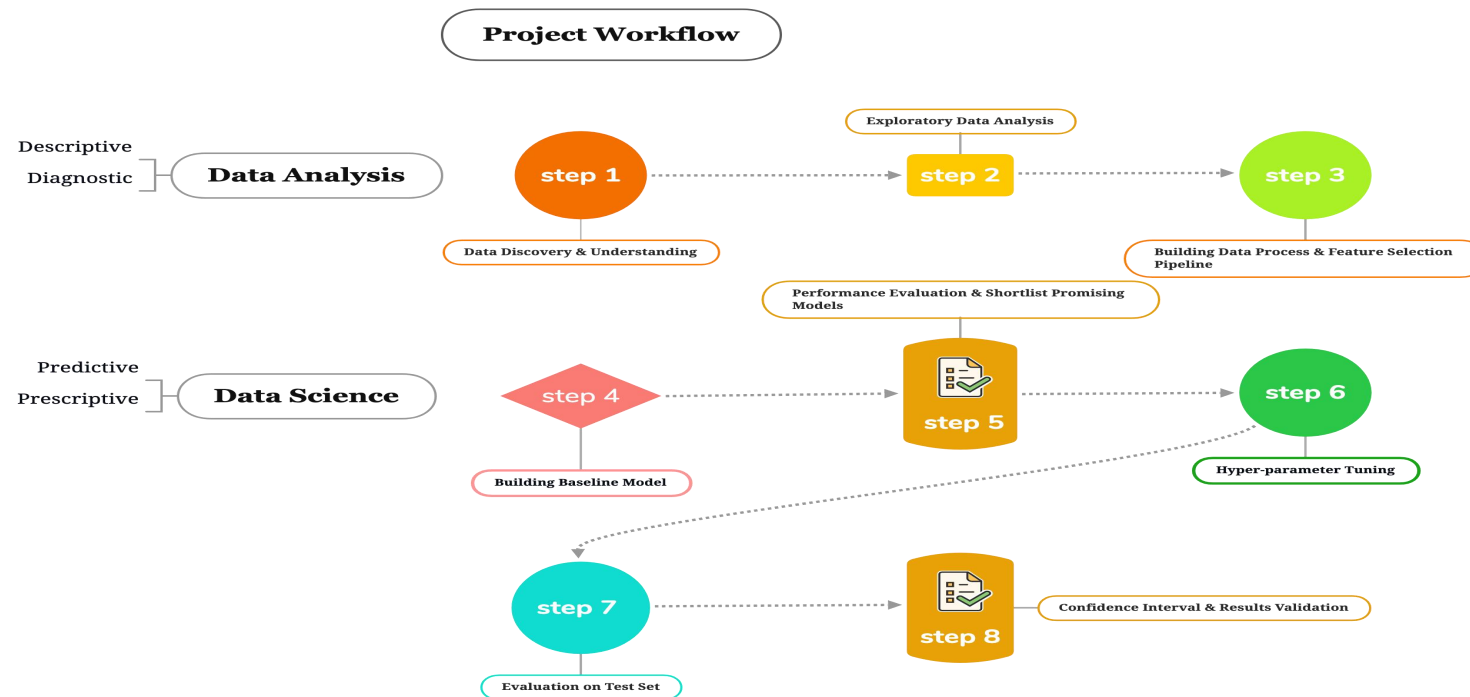 Project Workflow
Descriptive
Diagnostic
Data Analysis
step 1
Data Discovery & Understanding
Exploratory Data Analysis
step 2
step 3
Building Data Process & Feature Selection
Pipeline
Predictive
Prescriptive
Data Science
step 4
Building Baseline Model
Performance Evaluation & Shortlist Promising
Models
step 5
step 6
Hyper-parameter Tuning
step 7
Evaluation on Test Set
step 8
Confidence Interval & Results Validation